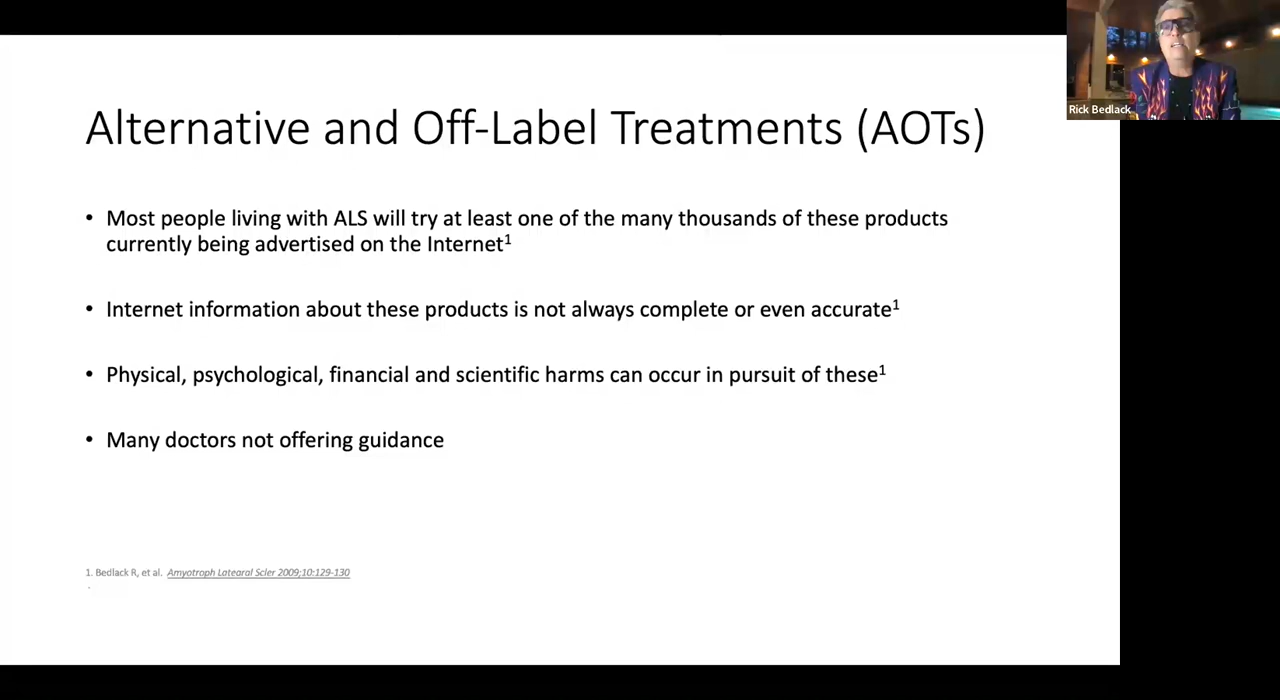 Alternative and Off-Label Treatments (AOTs)
• Most people living with ALS will try at least one of the many thousands of these products
currently being advertised on the Internet¹
• Internet information about these products is not always complete or even accurate¹
• Physical, psychological, financial and scientific harms can occur in pursuit of these¹
• Many doctors not offering guidance
1. Bedlack R, et al. Amyotroph Latearal Scler 2009;10:129-130
.
Rick Bedlack